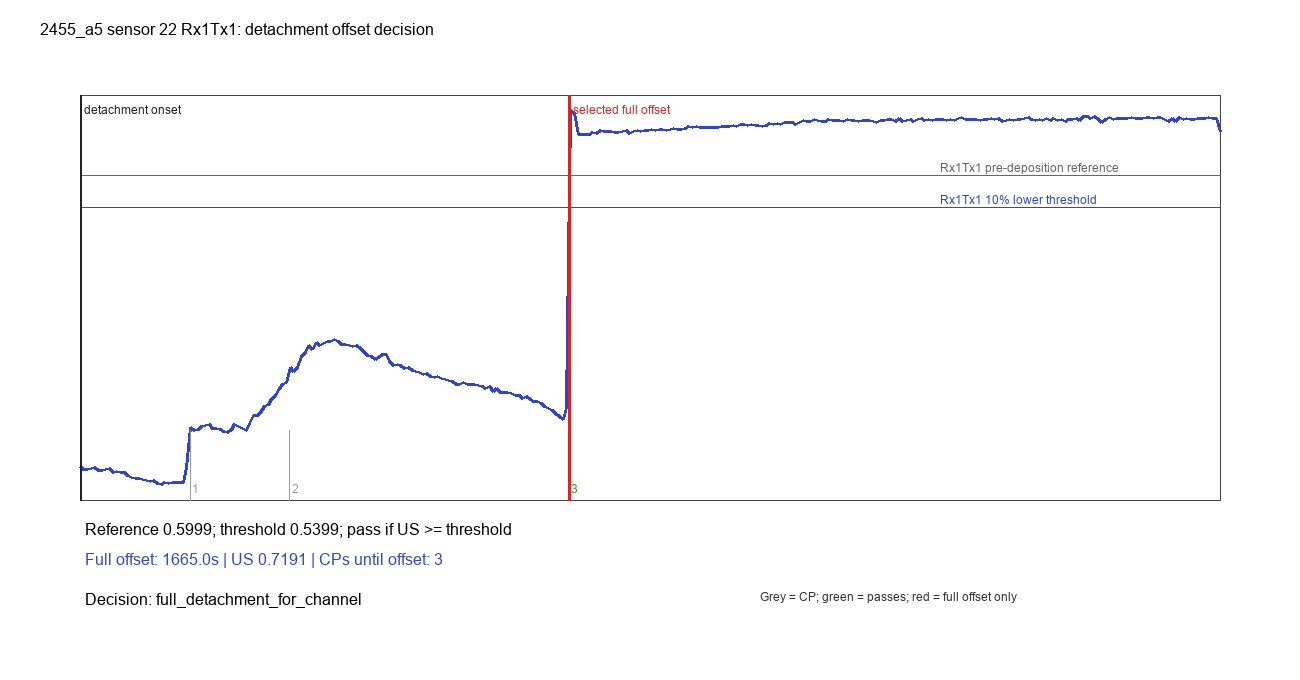 2455_a5 sensor 22 Rx1Tx1: detachment offset decision
detachment onset
selected full offset
Rx1Tx1 pre-deposition reference
Rx1Tx1 10% lower threshold
1
2
3
Reference 0.5999; threshold 0.5399; pass if US >= threshold
Full offset: 1665.0s | US 0.7191 | CPs until offset: 3
Decision: full_detachment_for_channel
Grey = CP; green = passes; red = full offset only